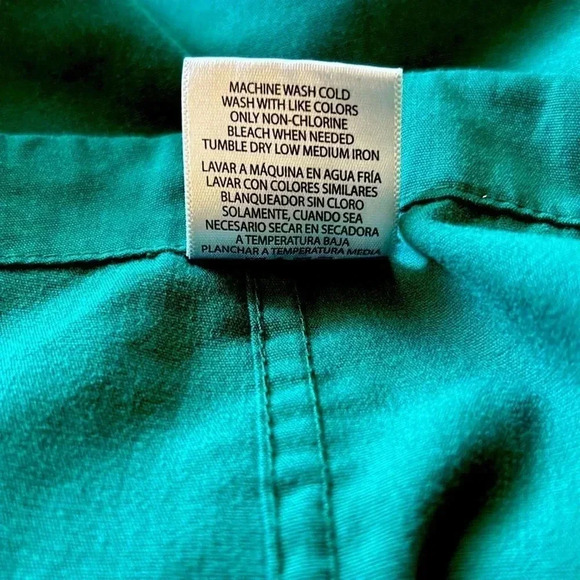 MACHINE WASH COLD
WASH WITH LIKE COLORS
ONLY NON-CHLORINE
BLEACH WHEN NEEDED
TUMBLE DRY LOW MEDIUM IRON
LAVAR A MÁQUINA EN AGUA FRÍA
LAVAR CON COLORES SIMILARES
BLANQUEADOR SIN CLORO
SOLAMENTE, CUANDO SEA
NECESARIO SECAR EN SECADORA
A TEMPERATURA BAJA
PLANCHAR A TEMPERATURA MEDIA